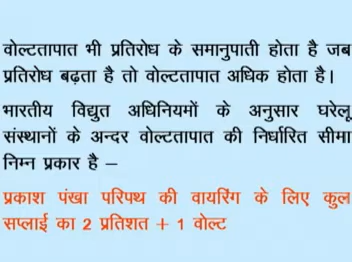 वोल्टतापात भी प्रतिरोध के समानुपाती होता है जब
प्रतिरोध बढ़ता है तो वोल्टतापात अधिक होता है।
भारतीय विद्युत अधिनियमों के अनुसार घरेलू
संस्थानों के अन्दर वोल्टतापात की निर्धारित सीमा
निम्न प्रकार है –
प्रकाश पंखा परिपथ की वायरिंग के लिए कुल
सप्लाई का 2 प्रतिशत + 1 वोल्ट